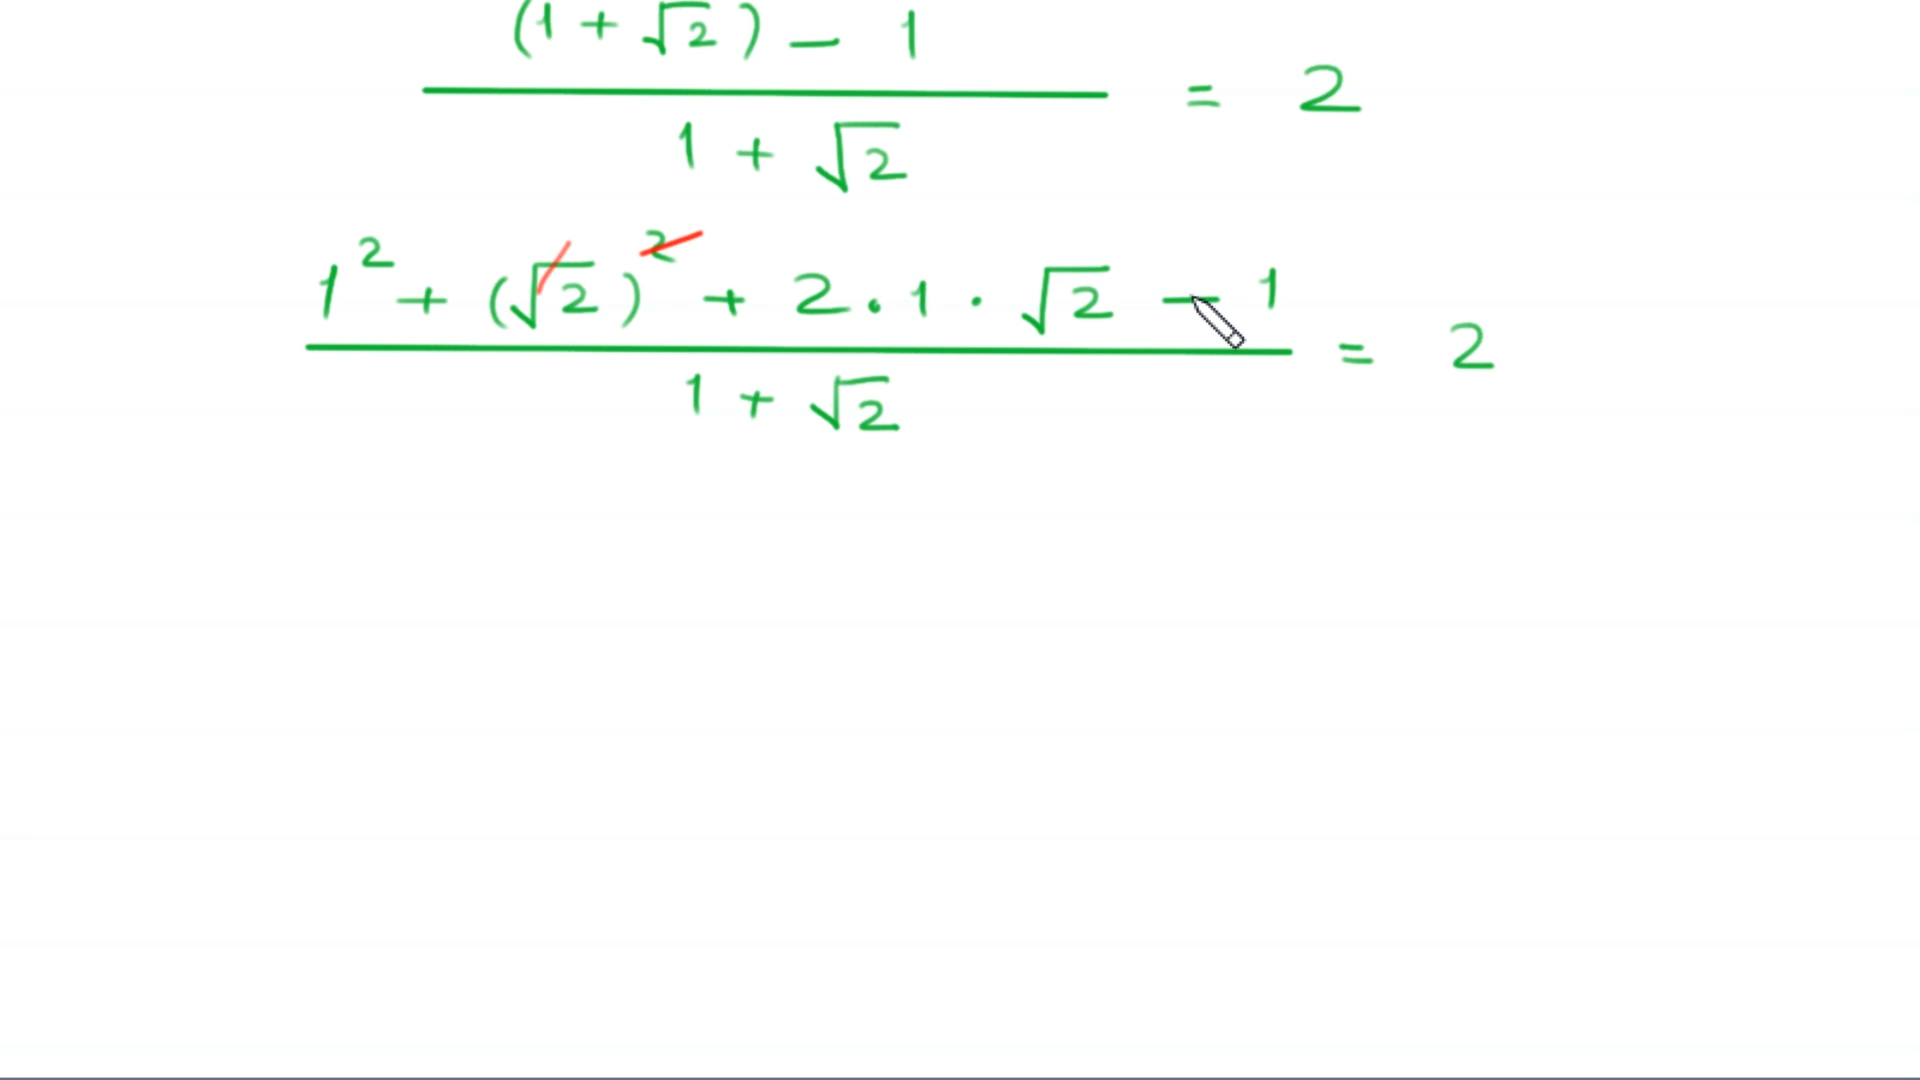 (1 + √2) − 1 = 2
1 + √2
1² + (√2)² + 2 . 1 . √2 − 1 = 2
1 + √2